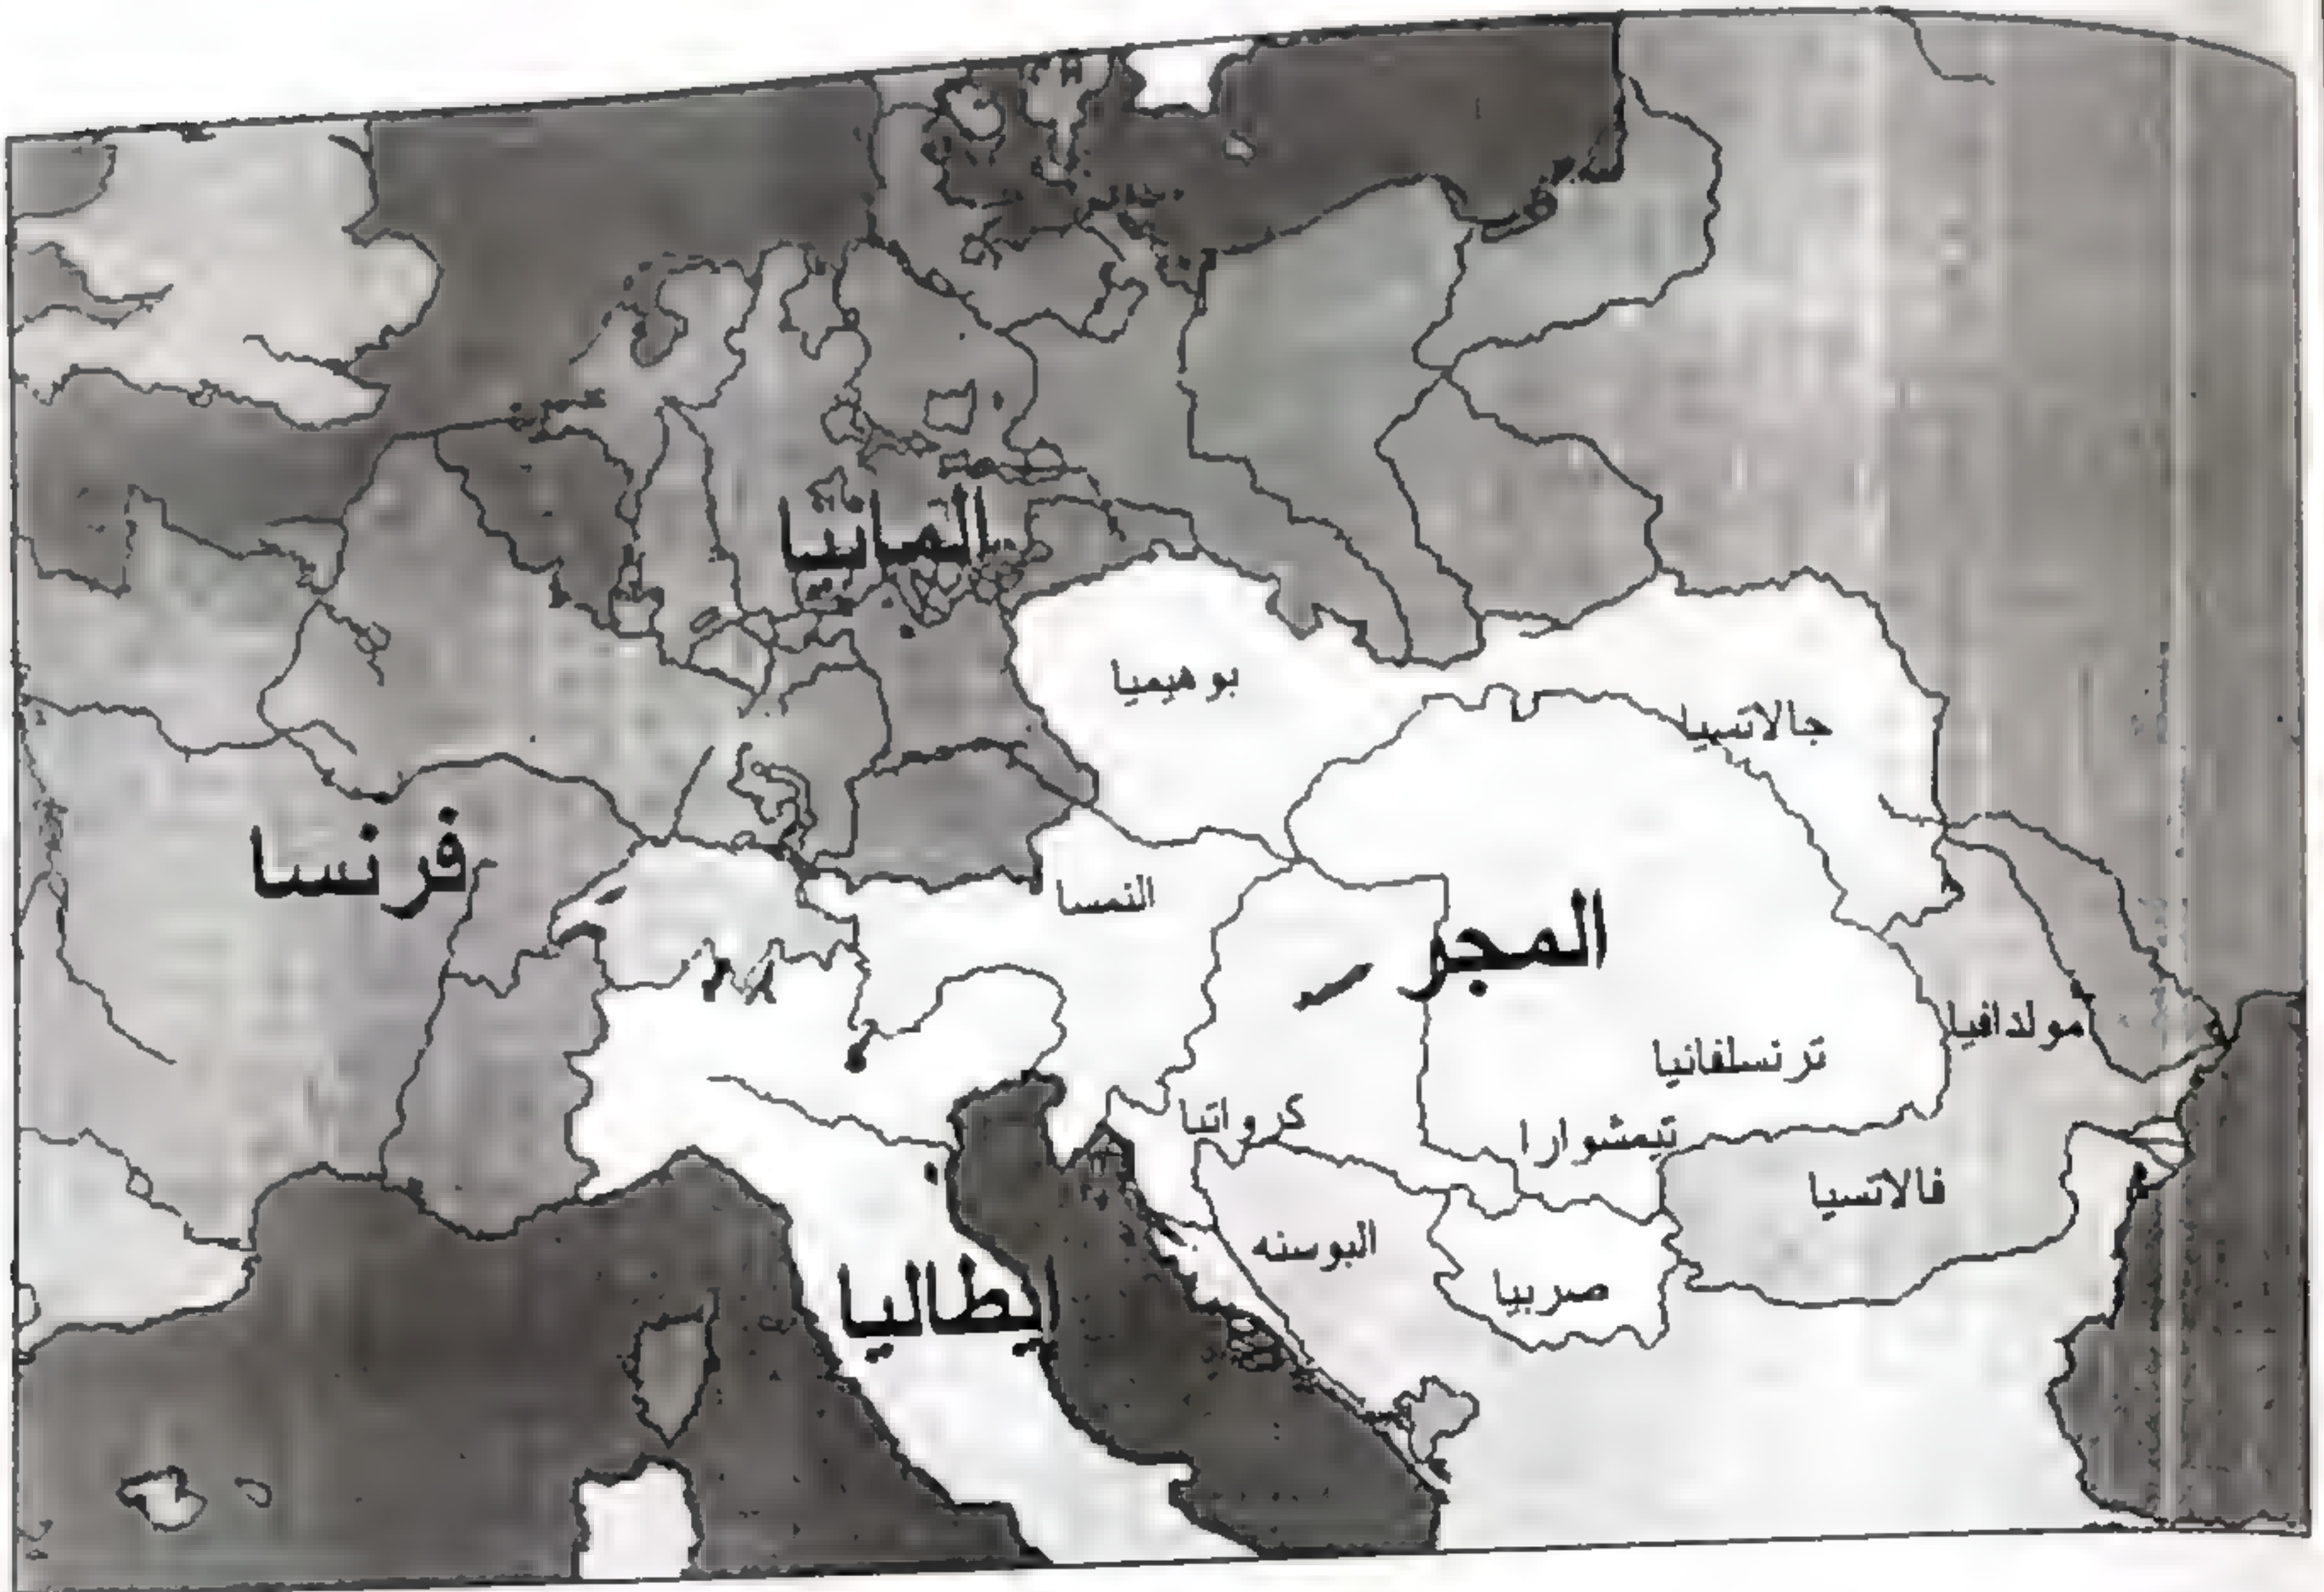 المانيا
بوهيميا
جالاتسيا
فرنسا
النمسا
المجر
مولدافيا
ترنسلفانيا
كرواتيا
تيمشوارا
فالاتسيا
البوسنه
صربيا
إيطاليا